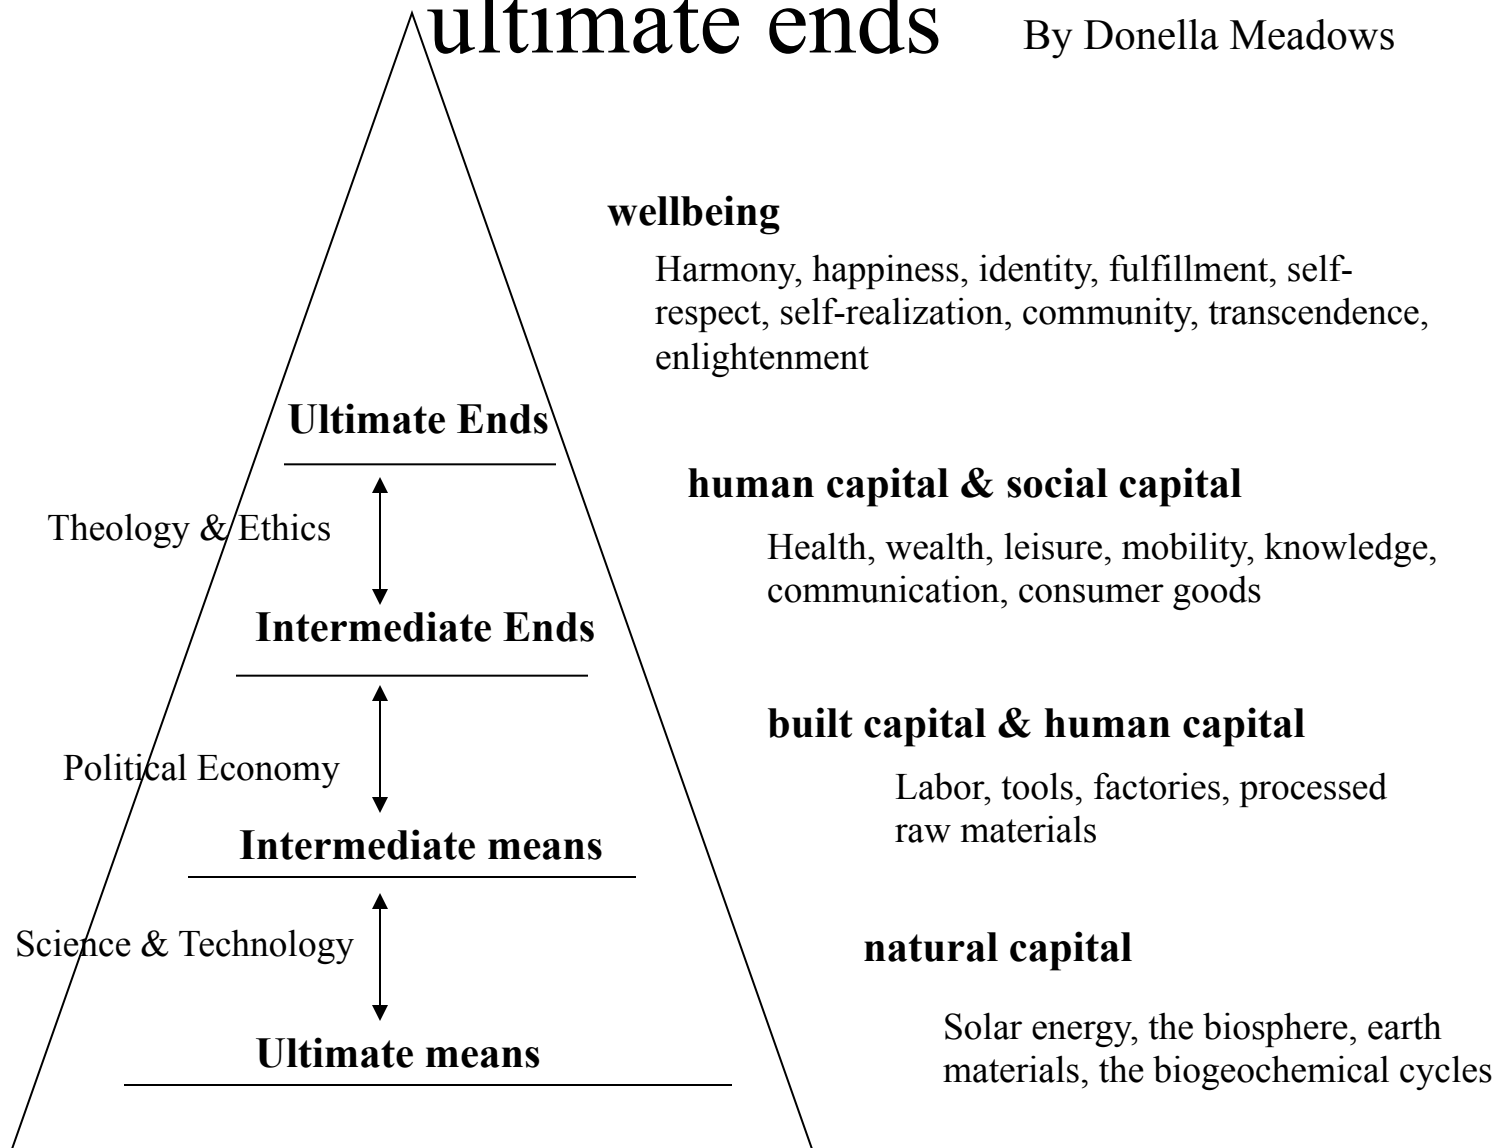 ultimate ends
By Donella Meadows
wellbeing
Harmony, happiness, identity, fulfillment, self-
respect, self-realization, community, transcendence,
enlightenment
Ultimate Ends
human capital & social capital
Theology & Ethics
Health, wealth, leisure, mobility, knowledge,
communication, consumer goods
Intermediate Ends
built capital & human capital
Political Economy
Labor, tools, factories, processed
raw materials
Intermediate means
Science & Technology
natural capital
Solar energy, the biosphere, earth
materials, the biogeochemical cycles
Ultimate means